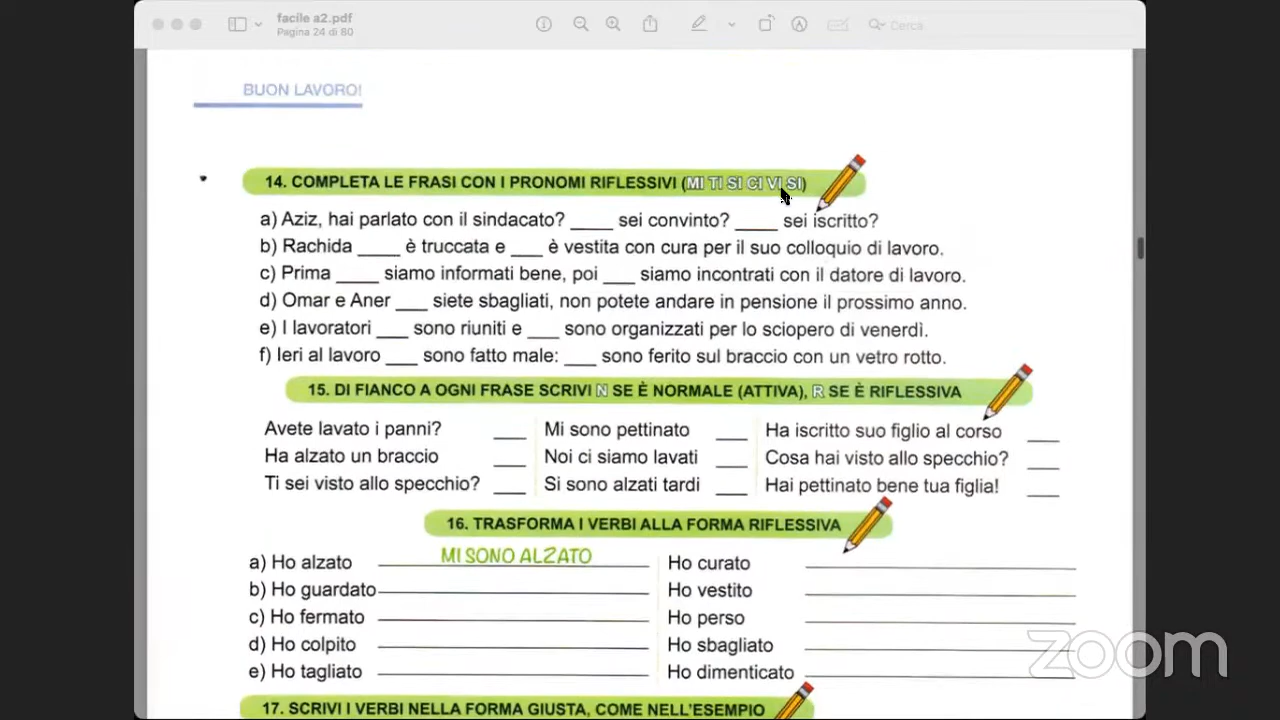 facile a2.pdf
Pagina 24 di 80
Cerca
BUON LAVORO!
14. COMPLETA LE FRASI CON I PRONOMI RIFLESSIVI (MI TI SI CI VI SI)
a) Aziz, hai parlato con il sindacato? ____ sei convinto? ____ sei iscritto?
b) Rachida ____ è truccata e ___ è vestita con cura per il suo colloquio di lavoro.
c) Prima ____ siamo informati bene, poi ___ siamo incontrati con il datore di lavoro.
d) Omar e Aner ___ siete sbagliati, non potete andare in pensione il prossimo anno.
e) I lavoratori ___ sono riuniti e ___ sono organizzati per lo sciopero di venerdì.
f) Ieri al lavoro ___ sono fatto male: ___ sono ferito sul braccio con un vetro rotto.
15. DI FIANCO A OGNI FRASE SCRIVI N SE È NORMALE (ATTIVA), R SE È RIFLESSIVA
Avete lavato i panni? ___ Mi sono pettinato ___ Ha iscritto suo figlio al corso ___
Ha alzato un braccio ___ Noi ci siamo lavati ___ Cosa hai visto allo specchio? ___
Ti sei visto allo specchio? ___ Si sono alzati tardi ___ Hai pettinato bene tua figlia! ___
16. TRASFORMA I VERBI ALLA FORMA RIFLESSIVA
a) Ho alzato MI SONO ALZATO Ho curato
b) Ho guardato Ho vestito
c) Ho fermato Ho perso
d) Ho colpito Ho sbagliato
e) Ho tagliato Ho dimenticato
zoom
17. SCRIVI I VERBI NELLA FORMA GIUSTA, COME NELL'ESEMPIO